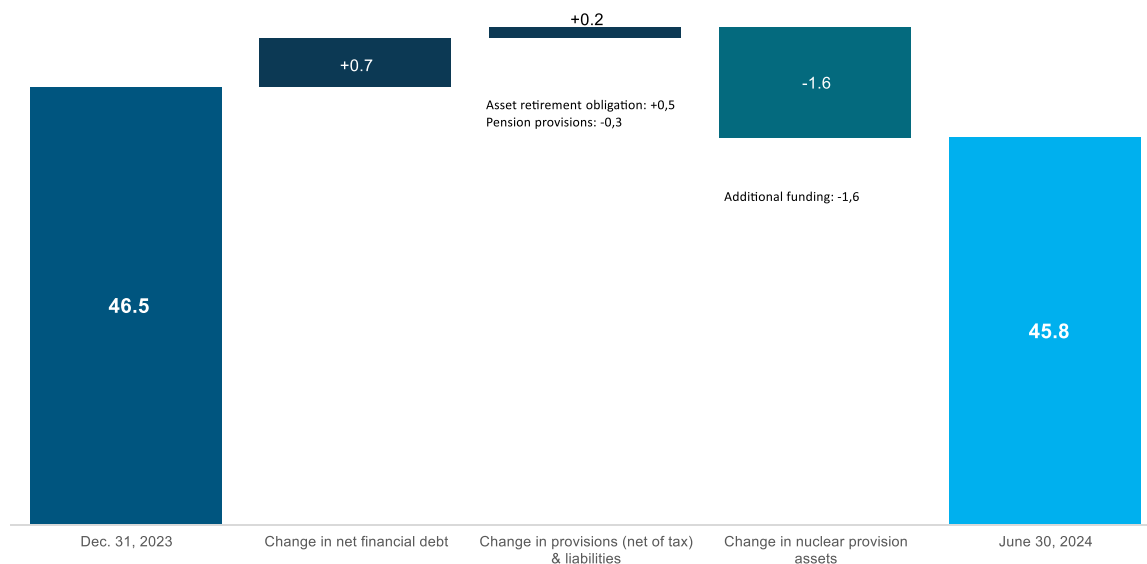 +0.2
+0.7
-1.6
Asset retirement obligation: +0,5
Pension provisions: -0,3
Additional funding: -1,6
46.5
45.8
Dec. 31, 2023
Change in net financial debt
Change in provisions (net of tax)
& liabilities
Change in nuclear provision
assets
June 30, 2024